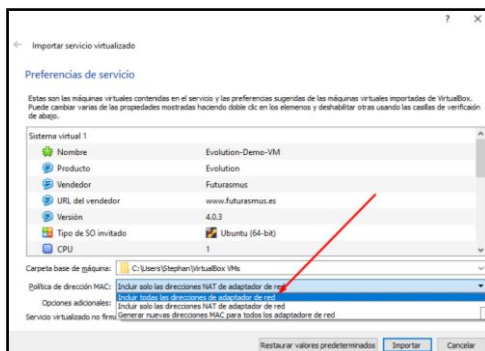 ? ×
← Importar servicio virtualizado
Preferencias de servicio
Estas son las máquinas virtuales contenidas en el servicio y las preferencias sugeridas de las máquinas virtuales importadas de VirtualBox.
Puede cambiar varias de las propiedades mostradas haciendo doble clic en los elemenos y deshabilitar otras usando las casillas de verificación
de abajo.
Sistema virtual 1
Nombre Evolution-Demo-VM
Producto Evolution
Vendedor Futurasmus
URL del vendedor www.futurasmus.es
Versión 4.0.3
Tipo de SO invitado Ubuntu (64-bit)
CPU 1
Carpeta base de máquina: C:\Users\Stephan\VirtualBox VMs
Política de dirección MAC: Incluir solo las direcciones NAT de adaptador de red
Incluir todas las direcciones de adaptador de red
Opciones adicionales: Incluir solo las direcciones NAT de adaptador de red
Servicio virtualizado no firm Generar nuevas direcciones MAC para todos los adaptadore de red
Restaurar valores predeterminados Importar Cancelar